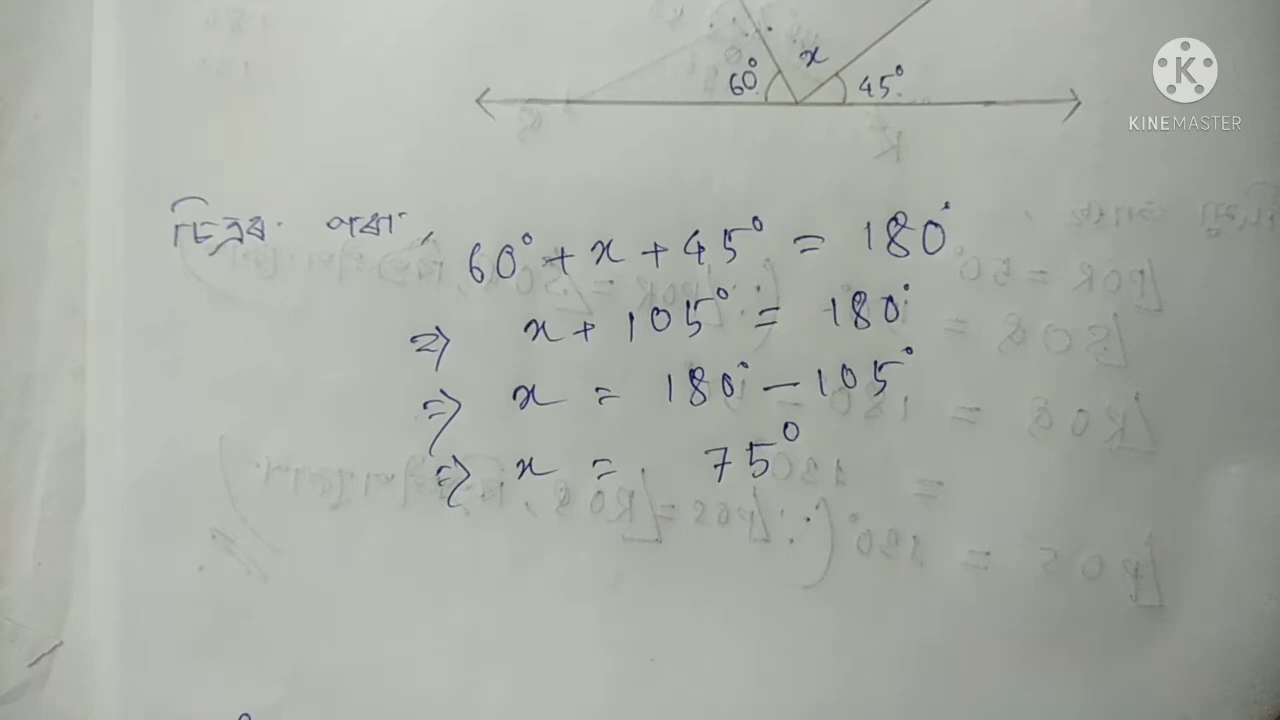 60° x 45°
KINEMASTER
চিত্ৰৰ পৰা,
60° + x + 45° = 180°
⇒ x + 105° = 180°
⇒ x = 180° − 105°
⇒ x = 75°